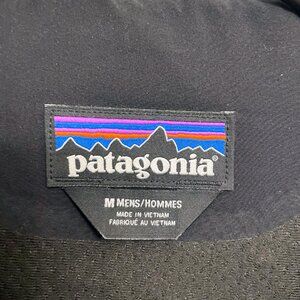 patagonia®
M MENS/HOMMES
MADE IN VIETNAM
FABRIQUÉ AU VIETNAM